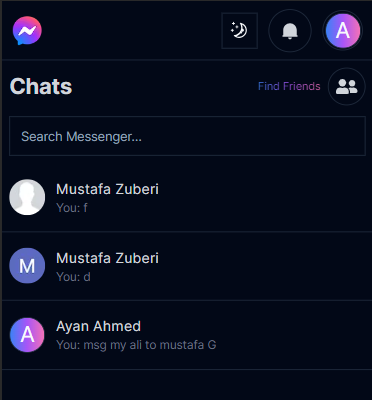 A
Chats
Find Friends
Search Messenger...
Mustafa Zuberi
You: f
M
Mustafa Zuberi
You: d
A
Ayan Ahmed
You: msg my ali to mustafa G